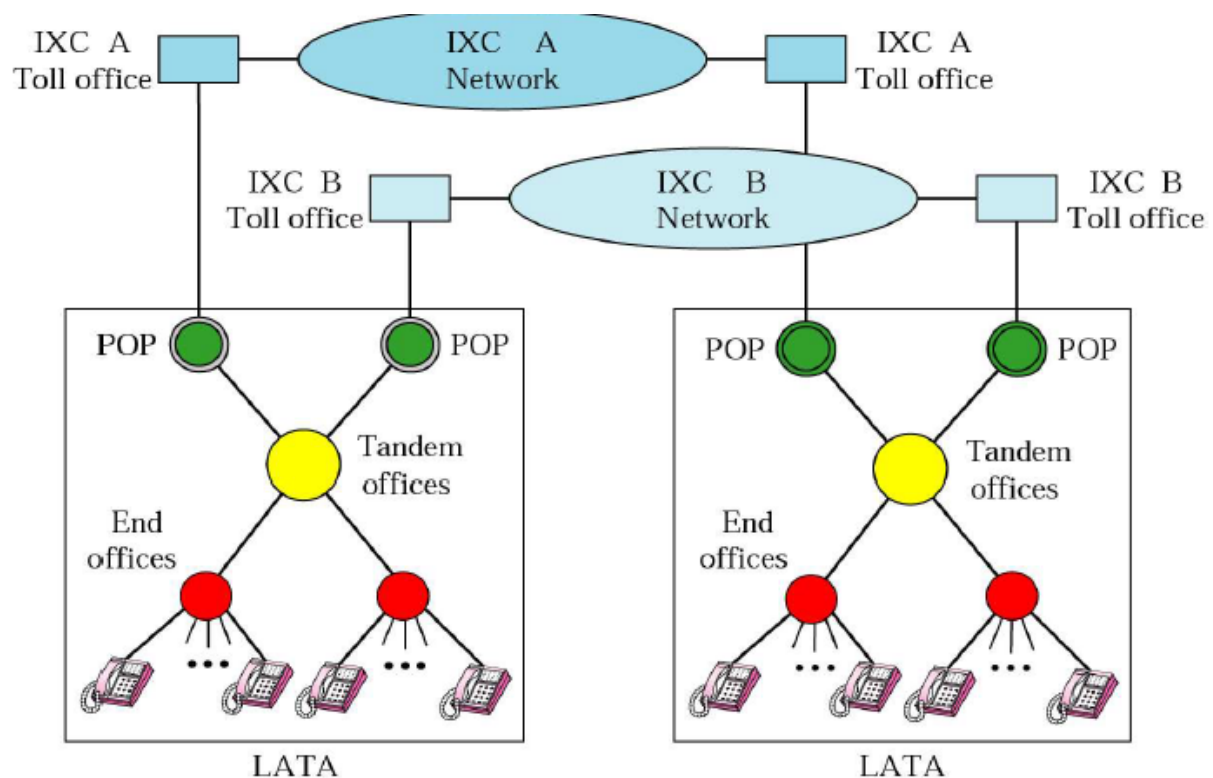 IXC A
Toll office
IXC A
Network
IXC A
Toll office
IXC B
Toll office
IXC B
Network
IXC B
Toll office
POP
POP
POP
POP
Tandem
offices
Tandem
offices
End
offices
End
offices
LATA
LATA